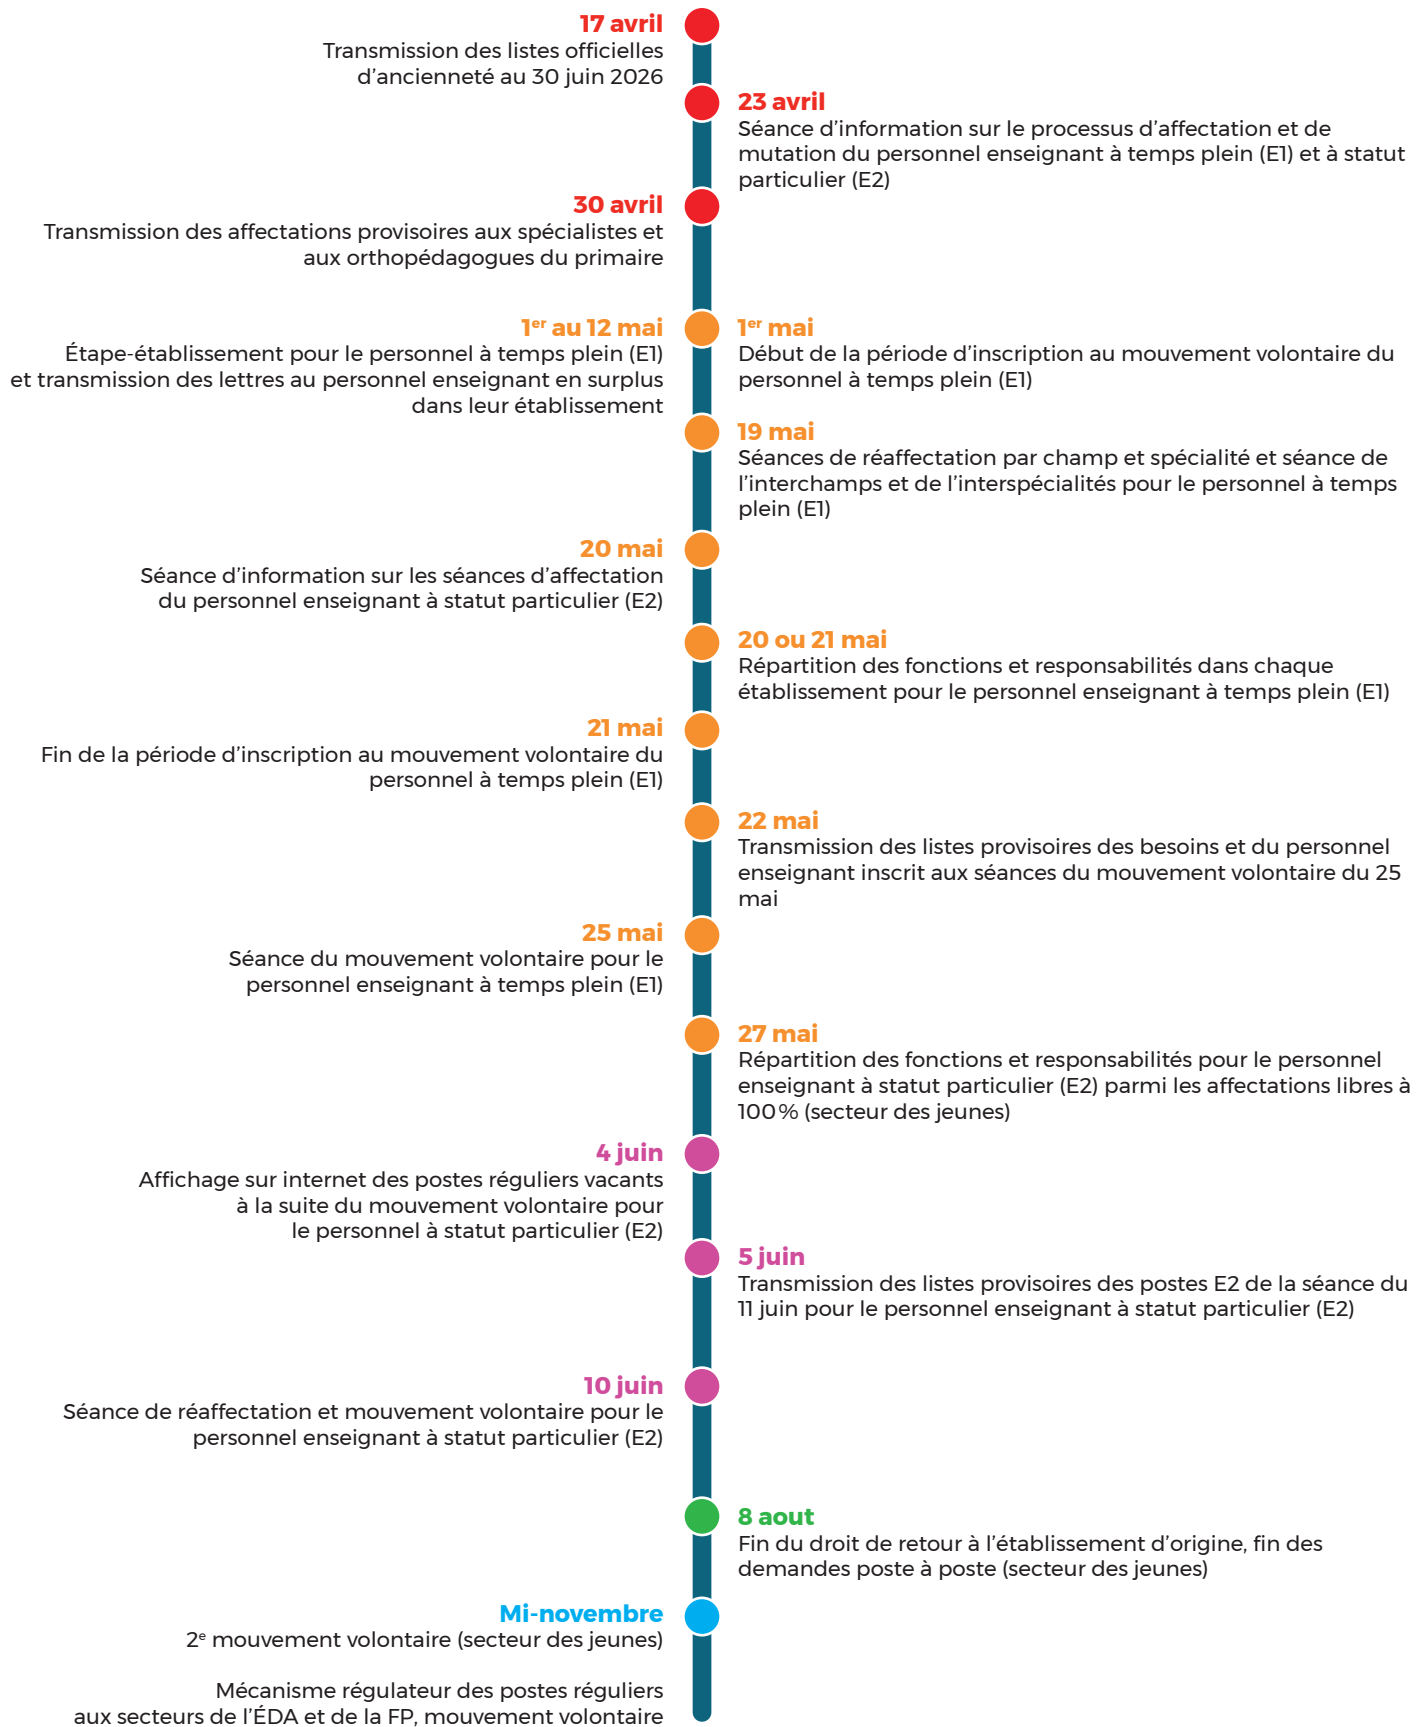 17 avril
Transmission des listes officielles
d’ancienneté au 30 juin 2026
23 avril
Séance d’information sur le processus d’affectation et de
mutation du personnel enseignant à temps plein (E1) et à statut
particulier (E2)
30 avril
Transmission des affectations provisoires aux spécialistes et
aux orthopédagogues du primaire
1er au 12 mai
Étape-établissement pour le personnel à temps plein (E1)
et transmission des lettres au personnel enseignant en surplus
dans leur établissement
1er mai
Début de la période d’inscription au mouvement volontaire du
personnel à temps plein (E1)
19 mai
Séances de réaffectation par champ et spécialité et séance de
l’interchamps et de l’interspécialités pour le personnel à temps
plein (E1)
20 mai
Séance d’information sur les séances d’affectation
du personnel enseignant à statut particulier (E2)
20 ou 21 mai
Répartition des fonctions et responsabilités dans chaque
établissement pour le personnel enseignant à temps plein (E1)
21 mai
Fin de la période d’inscription au mouvement volontaire du
personnel à temps plein (E1)
22 mai
Transmission des listes provisoires des besoins et du personnel
enseignant inscrit aux séances du mouvement volontaire du 25
mai
25 mai
Séance du mouvement volontaire pour le
personnel enseignant à temps plein (E1)
27 mai
Répartition des fonctions et responsabilités pour le personnel
enseignant à statut particulier (E2) parmi les affectations libres à
100 % (secteur des jeunes)
4 juin
Affichage sur internet des postes réguliers vacants
à la suite du mouvement volontaire pour
le personnel à statut particulier (E2)
5 juin
Transmission des listes provisoires des postes E2 de la séance du
11 juin pour le personnel enseignant à statut particulier (E2)
10 juin
Séance de réaffectation et mouvement volontaire pour le
personnel enseignant à statut particulier (E2)
8 aout
Fin du droit de retour à l’établissement d’origine, fin des
demandes poste à poste (secteur des jeunes)
Mi-novembre
2e mouvement volontaire (secteur des jeunes)
Mécanisme régulateur des postes réguliers
aux secteurs de l’ÉDA et de la FP, mouvement volontaire